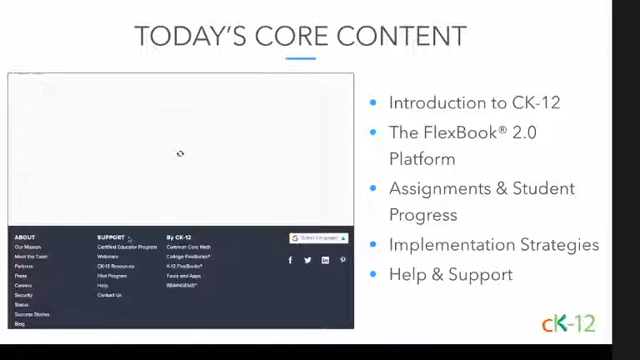 TODAY'S CORE CONTENT
Introduction to CK-12
The FlexBook® 2.0
Platform
Assignments & Student
Progress
Implementation Strategies
Help & Support
ABOUT
Our Mission
Meet the Team
Partners
Press
Careers
Security
Status
Success Stories
Blog
SUPPORT
Certified Educator Program
Webinars
CK-12 Resources
Pilot Program
Help
Contact Us
By CK-12
Common Core Math
College FlexBooks®
K-12 FlexBooks®
Tools and Apps
Select Language
cK-12